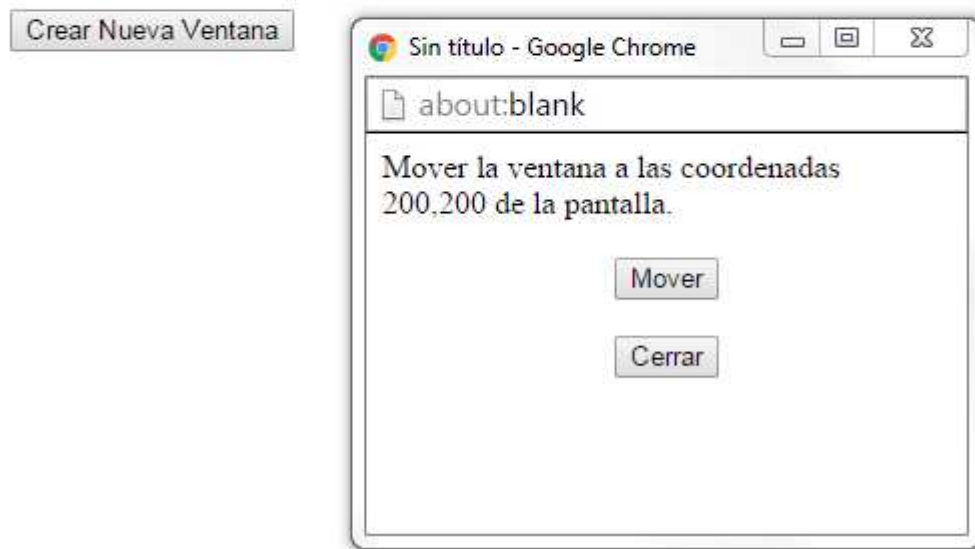 Crear Nueva Ventana
Sin título - Google Chrome
about:blank
Mover la ventana a las coordenadas
200,200 de la pantalla.
Mover
Cerrar